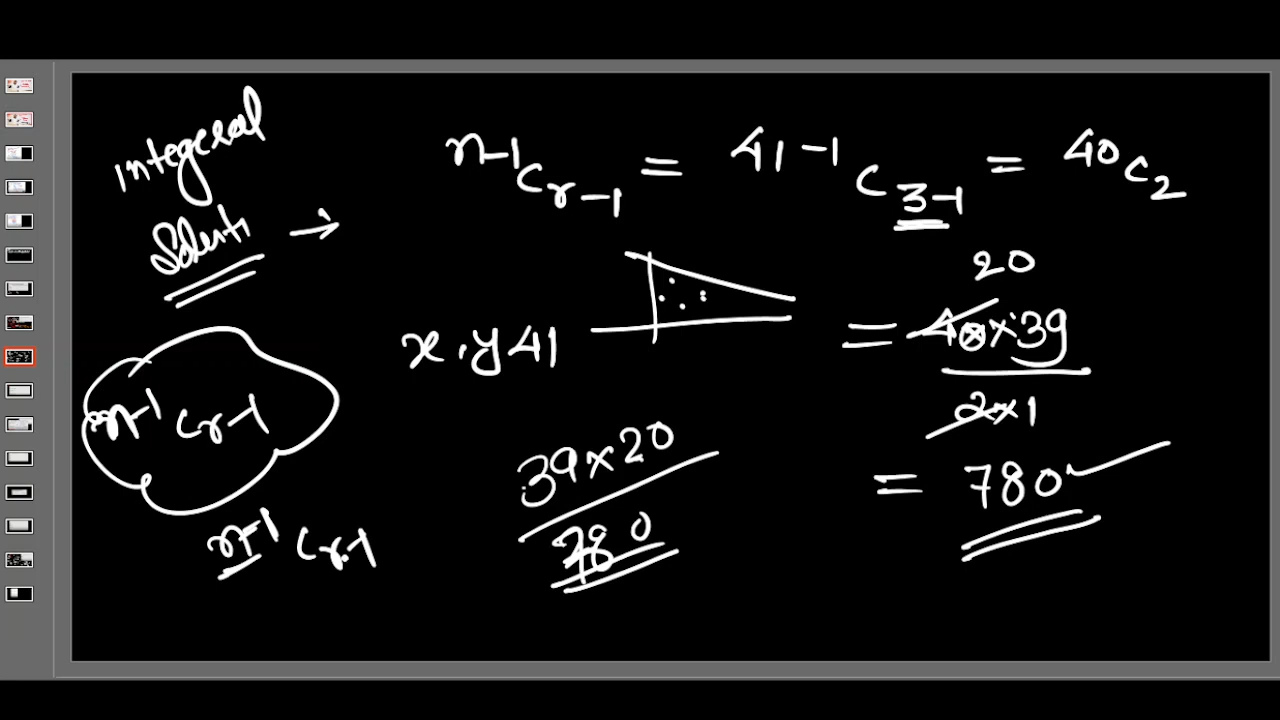 integeral
Soluti →
n-1Cr-1 = 41-1C3-1 = 40C2
20
= 40×39
2×1
= 780
x,y41
39×20
780
n-1Cr-1
n-1Cr-1